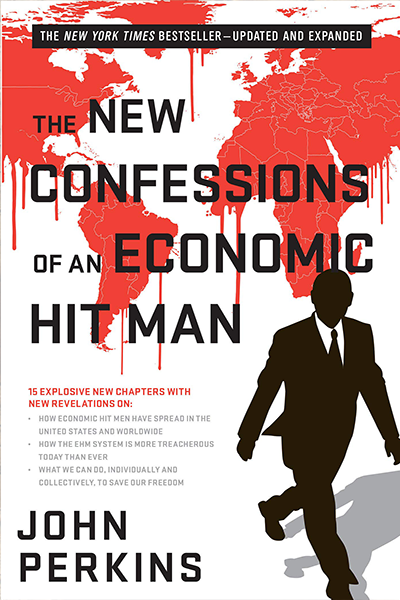 THE NEW YORK TIMES BESTSELLER—UPDATED AND EXPANDED
THE NEW
CONFESSIONS
OF AN ECONOMIC
HIT MAN
15 EXPLOSIVE NEW CHAPTERS WITH
NEW REVELATIONS ON:
• HOW ECONOMIC HIT MEN HAVE SPREAD IN THE
UNITED STATES AND WORLDWIDE
• HOW THE EHM SYSTEM IS MORE TREACHEROUS
TODAY THAN EVER
• WHAT WE CAN DO, INDIVIDUALLY AND
COLLECTIVELY, TO SAVE OUR FREEDOM
JOHN
PERKINS